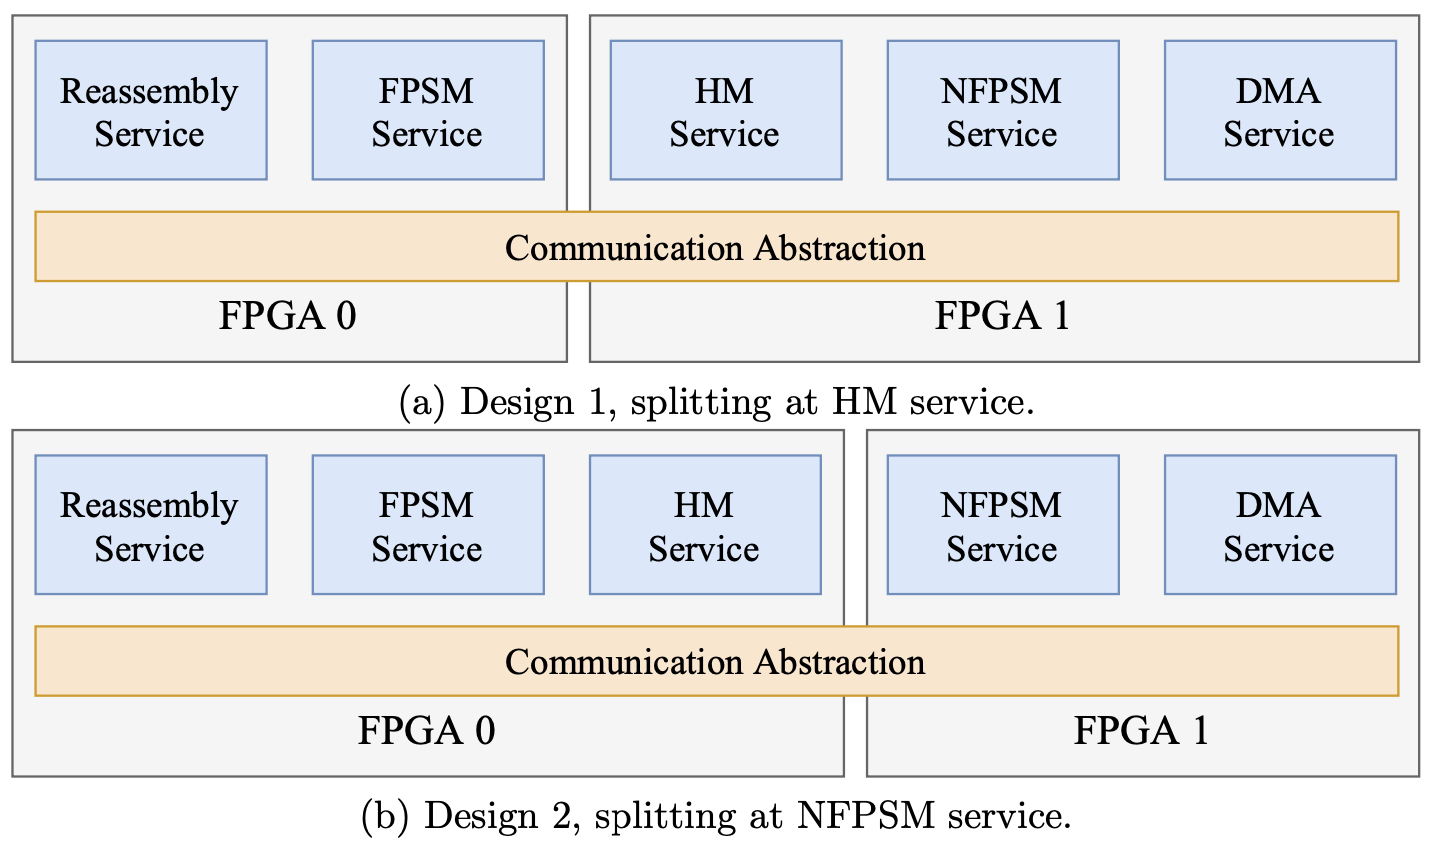 Reassembly
Service
FPSM
Service
HM
Service
NFPSM
Service
DMA
Service
Communication Abstraction
FPGA 0
FPGA 1
(a) Design 1, splitting at HM service.
Reassembly
Service
FPSM
Service
HM
Service
NFPSM
Service
DMA
Service
Communication Abstraction
FPGA 0
FPGA 1
(b) Design 2, splitting at NFPSM service.